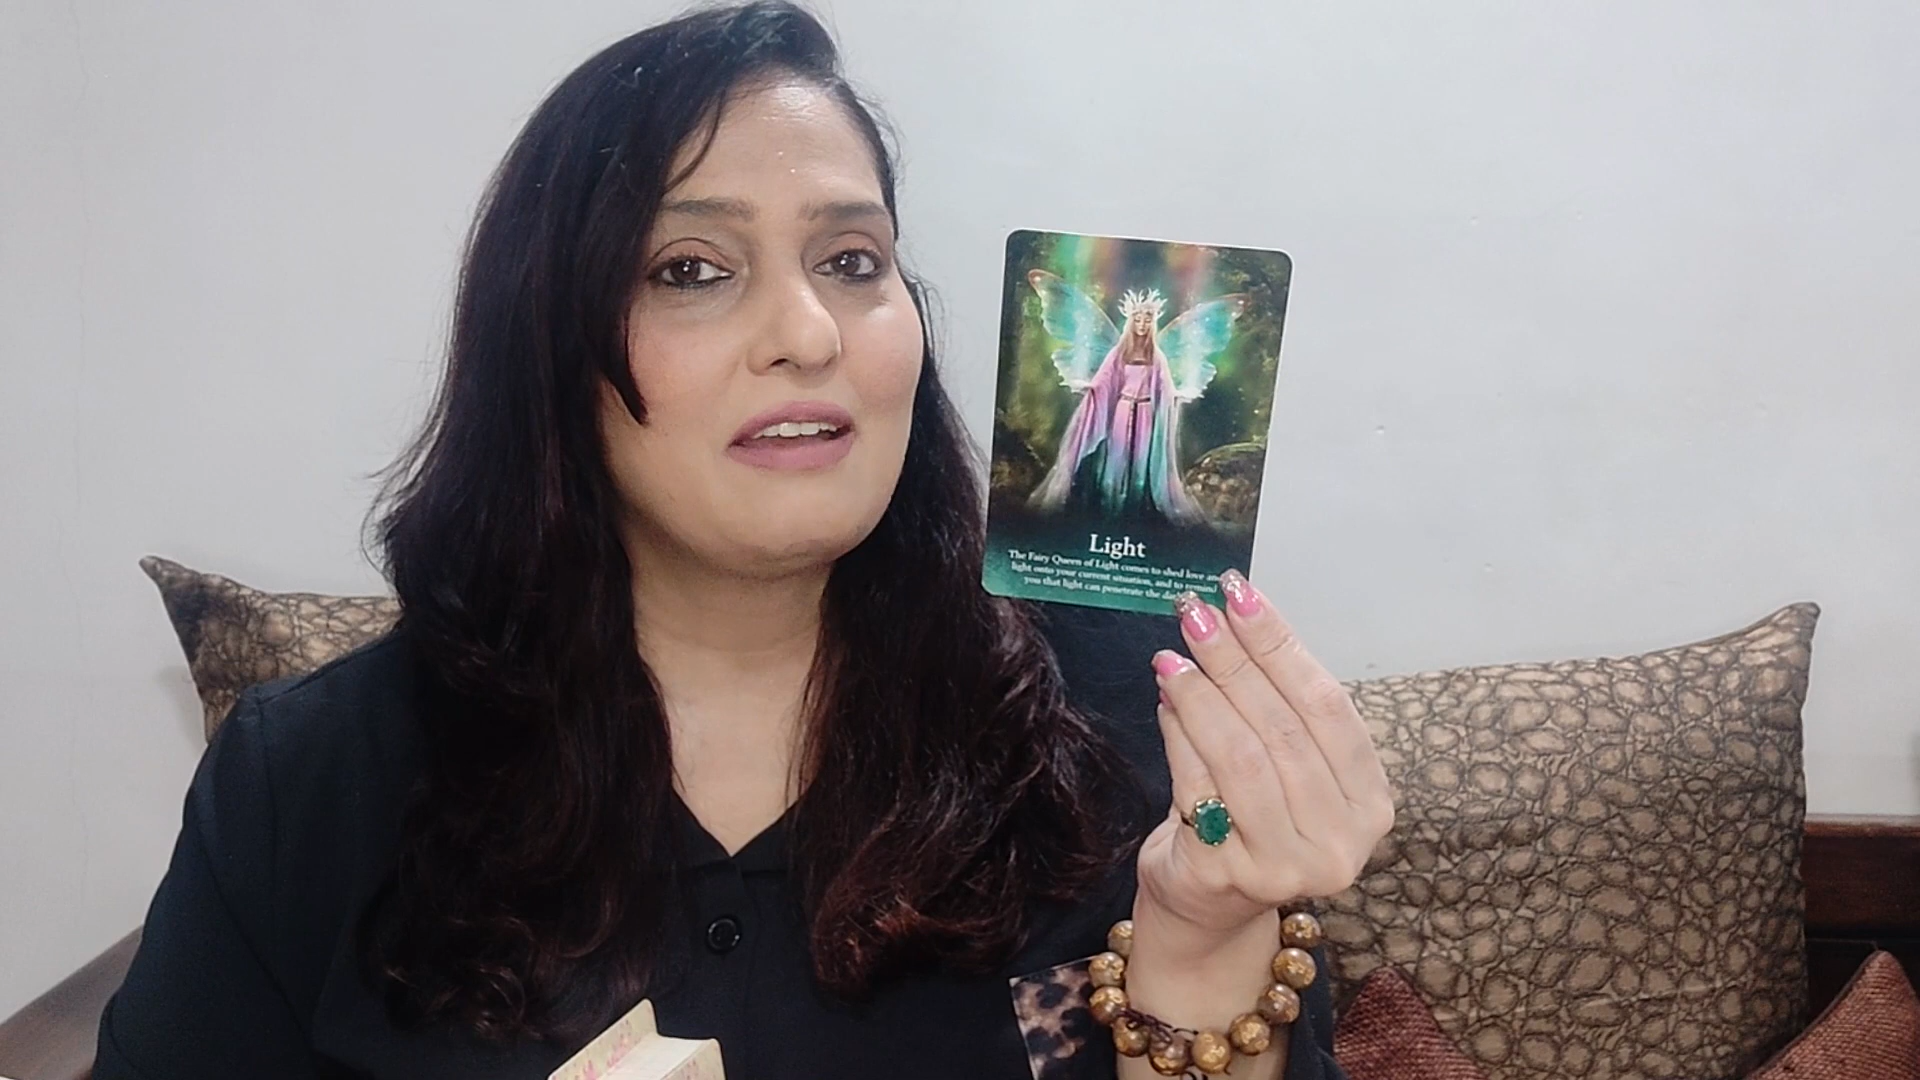 Light
The Fairy Queen of Light comes to shed love and
light onto your current situation, and to remind
you that light can penetrate the